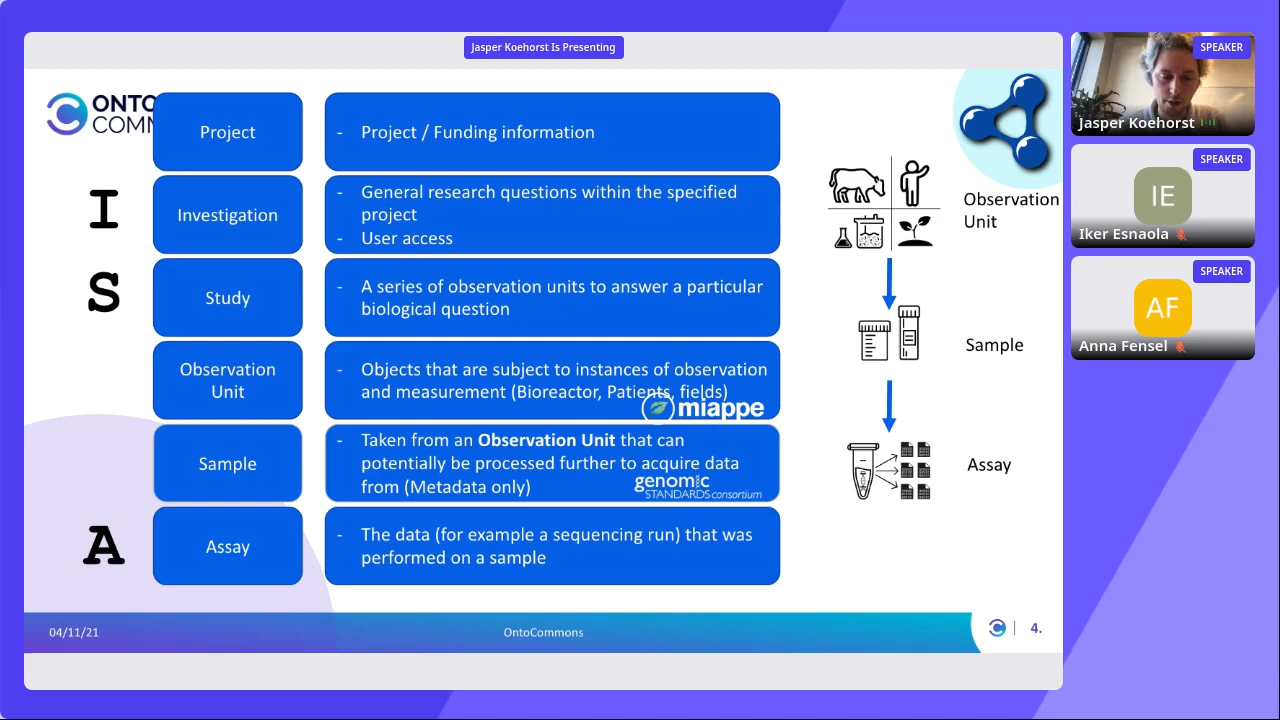 Jasper Koehorst Is Presenting
ONTO
COMM
Project
- Project / Funding information
I
Investigation
- General research questions within the specified
project
- User access
S
Study
- A series of observation units to answer a particular
biological question
Observation
Unit
- Objects that are subject to instances of observation
and measurement (Bioreactor, Patients, fields)
miappe
Sample
- Taken from an Observation Unit that can
potentially be processed further to acquire data
from (Metadata only)
genomic
STANDARDS consortium
A
Assay
- The data (for example a sequencing run) that was
performed on a sample
Observation
Unit
Sample
Assay
04/11/21
OntoCommons
4.
SPEAKER
Jasper Koehorst
SPEAKER
IE
Iker Esnaola
SPEAKER
AF
Anna Fensel